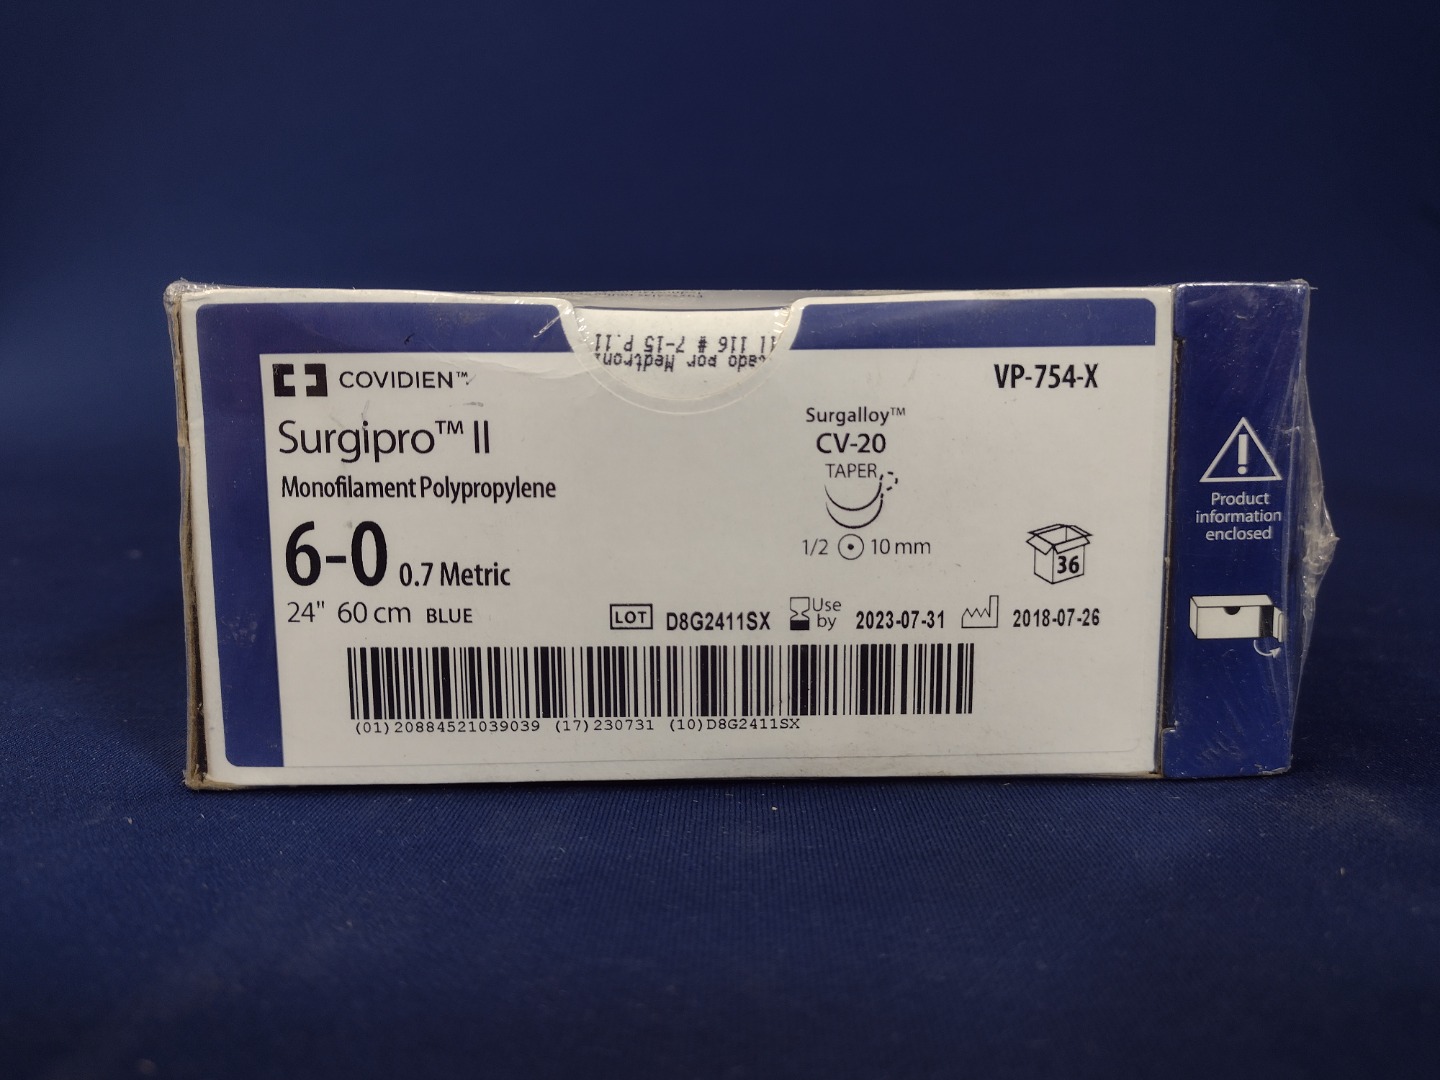 cado por Medtron
11 116 # 7-15 P.11
COVIDIEN™
VP-754-X
Surgipro™ II
Monofilament Polypropylene
6-0 0.7 Metric
24" 60 cm BLUE
Surgalloy™
CV-20
TAPER
1/2 10 mm
36
LOT D8G2411SX Use by 2023-07-31 2018-07-26
(01)20884521039039 (17)230731 (10)D8G2411SX
Product
information
enclosed